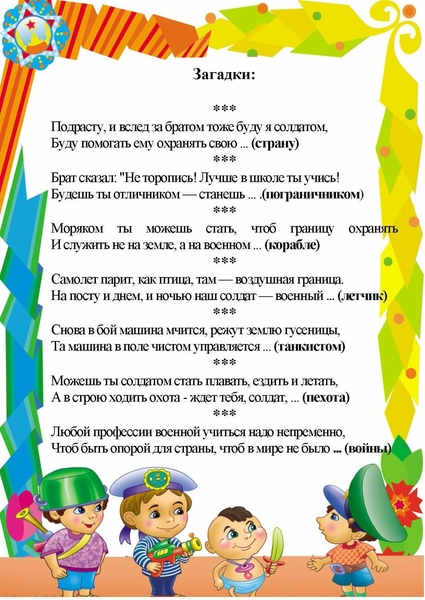 Загадки:
***
Подрасту, и вслед за братом тоже буду я солдатом,
Буду помогать ему охранять свою ... (страну)
***
Брат сказал: "Не торопись! Лучше в школе ты учись!
Будешь ты отличником — станешь ... .(пограничником)
***
Моряком ты можешь стать, чтоб границу охранять
И служить не на земле, а на военном ... (корабле)
***
Самолет парит, как птица, там — воздушная граница.
На посту и днем, и ночью наш солдат — военный ... (летчик)
***
Снова в бой машина мчится, режут землю гусеницы,
Та машина в поле чистом управляется ... (танкистом)
***
Можешь ты солдатом стать плавать, ездить и летать,
А в строю ходить охота - ждет тебя, солдат, ... (пехота)
***
Любой профессии военной учиться надо непременно,
Чтоб быть опорой для страны, чтоб в мире не было ... (войны)